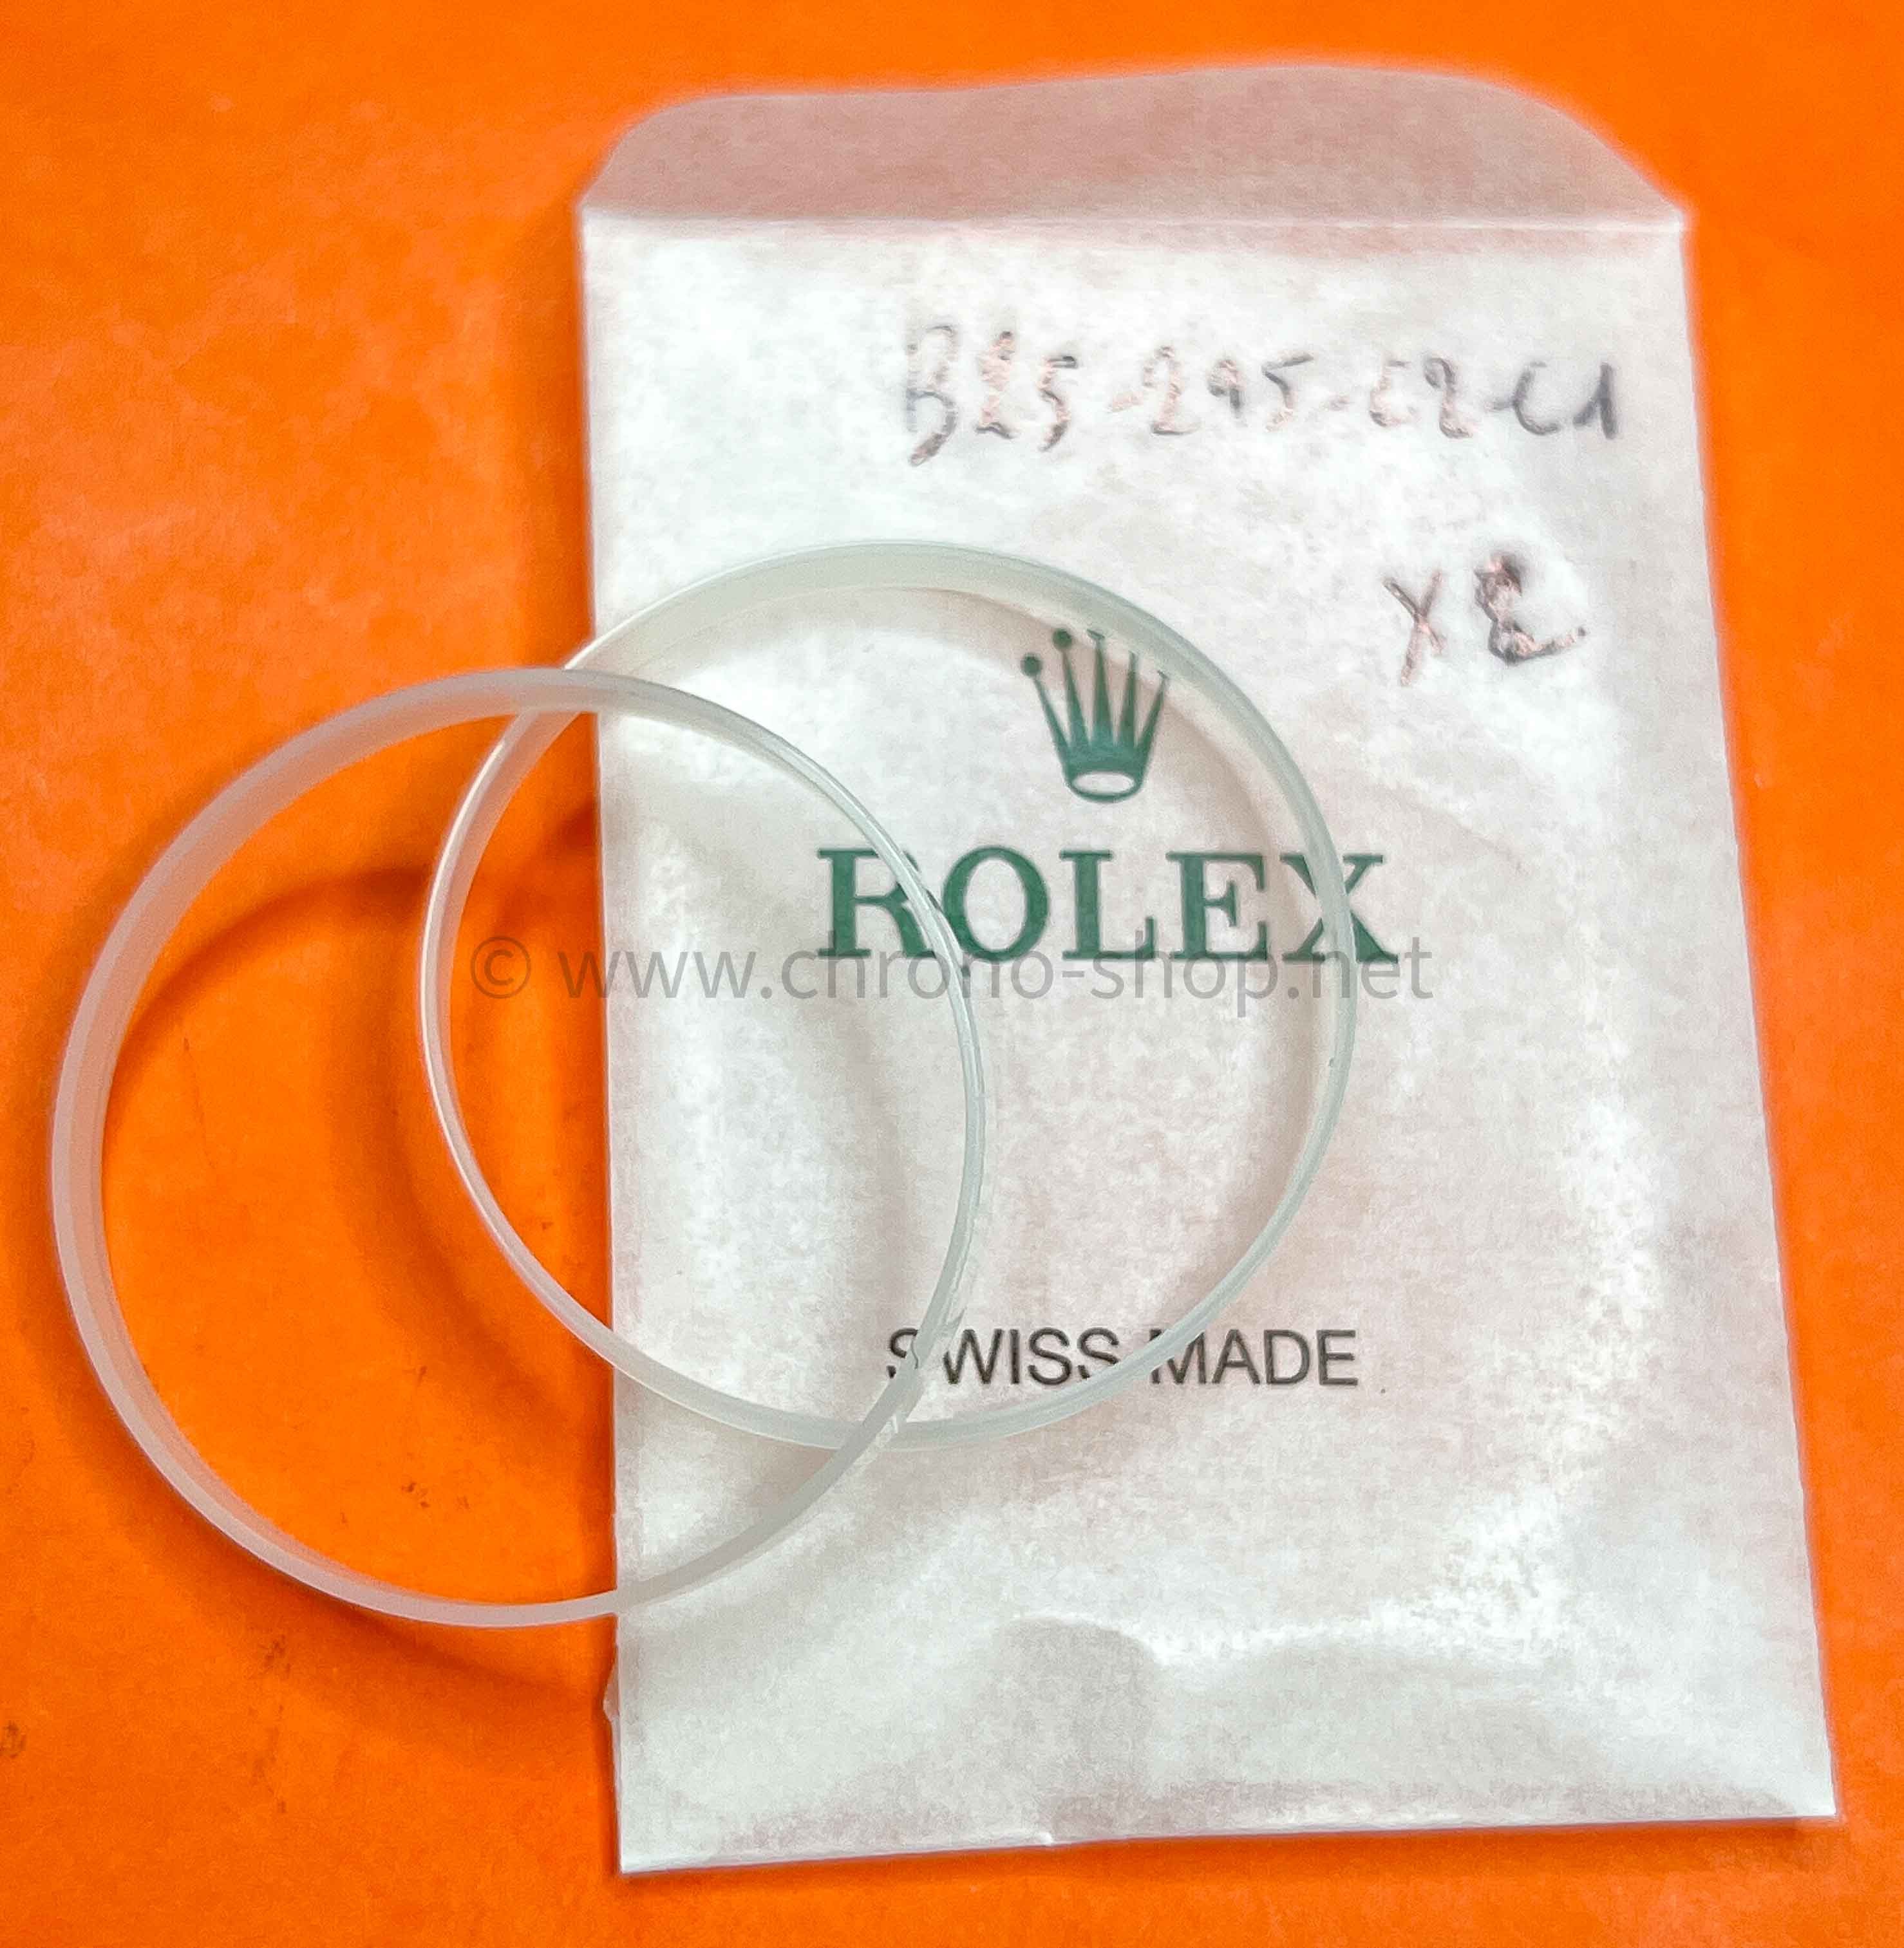 B25-295-E2-C1
X2
ROLEX
© www.chrono-shop.net
SWISS MADE